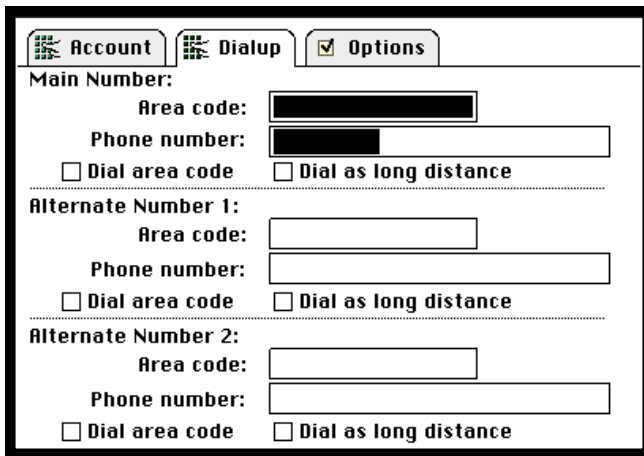 Account Dialup Options
Main Number:
Area code:
Phone number:
Dial area code Dial as long distance
Alternate Number 1:
Area code:
Phone number:
Dial area code Dial as long distance
Alternate Number 2:
Area code:
Phone number:
Dial area code Dial as long distance